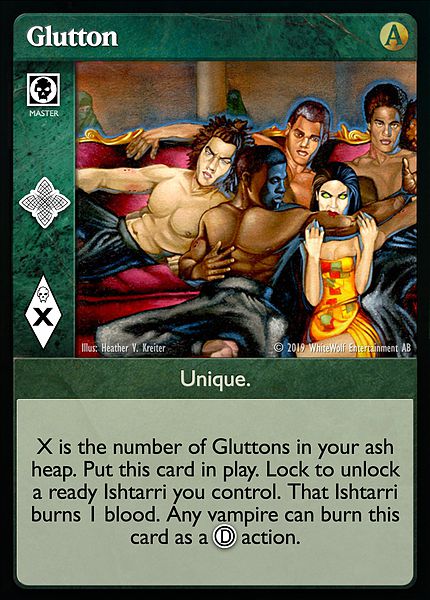 Glutton
A
MASTER
X
Illus: Heather V. Kreiter
© 2019 WhiteWolf Entertainment AB
Unique.
X is the number of Gluttons in your ash
heap. Put this card in play. Lock to unlock
a ready Ishtarri you control. That Ishtarri
burns 1 blood. Any vampire can burn this
card as a Ⓓ action.